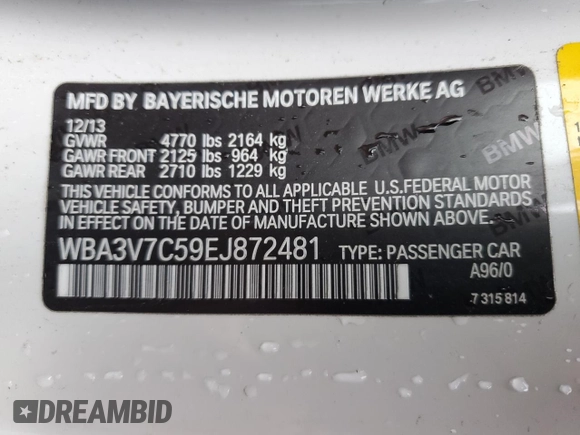 MFD BY BAYERISCHE MOTOREN WERKE AG
12/13
GVWR 4770 lbs 2164 kg
GAWR FRONT 2125 lbs 964 kg
GAWR REAR 2710 lbs 1229 kg
THIS VEHICLE CONFORMS TO ALL APPLICABLE U.S.FEDERAL MOTOR
VEHICLE SAFETY, BUMPER AND THEFT PREVENTION STANDARDS
IN EFFECT ON THE DATE OF MANUFACTURE SHOWN ABOVE
WBA3V7C59EJ872481 TYPE: PASSENGER CAR
A96/0
7 315 814
BMW
BMW
BMW
DREAMBID